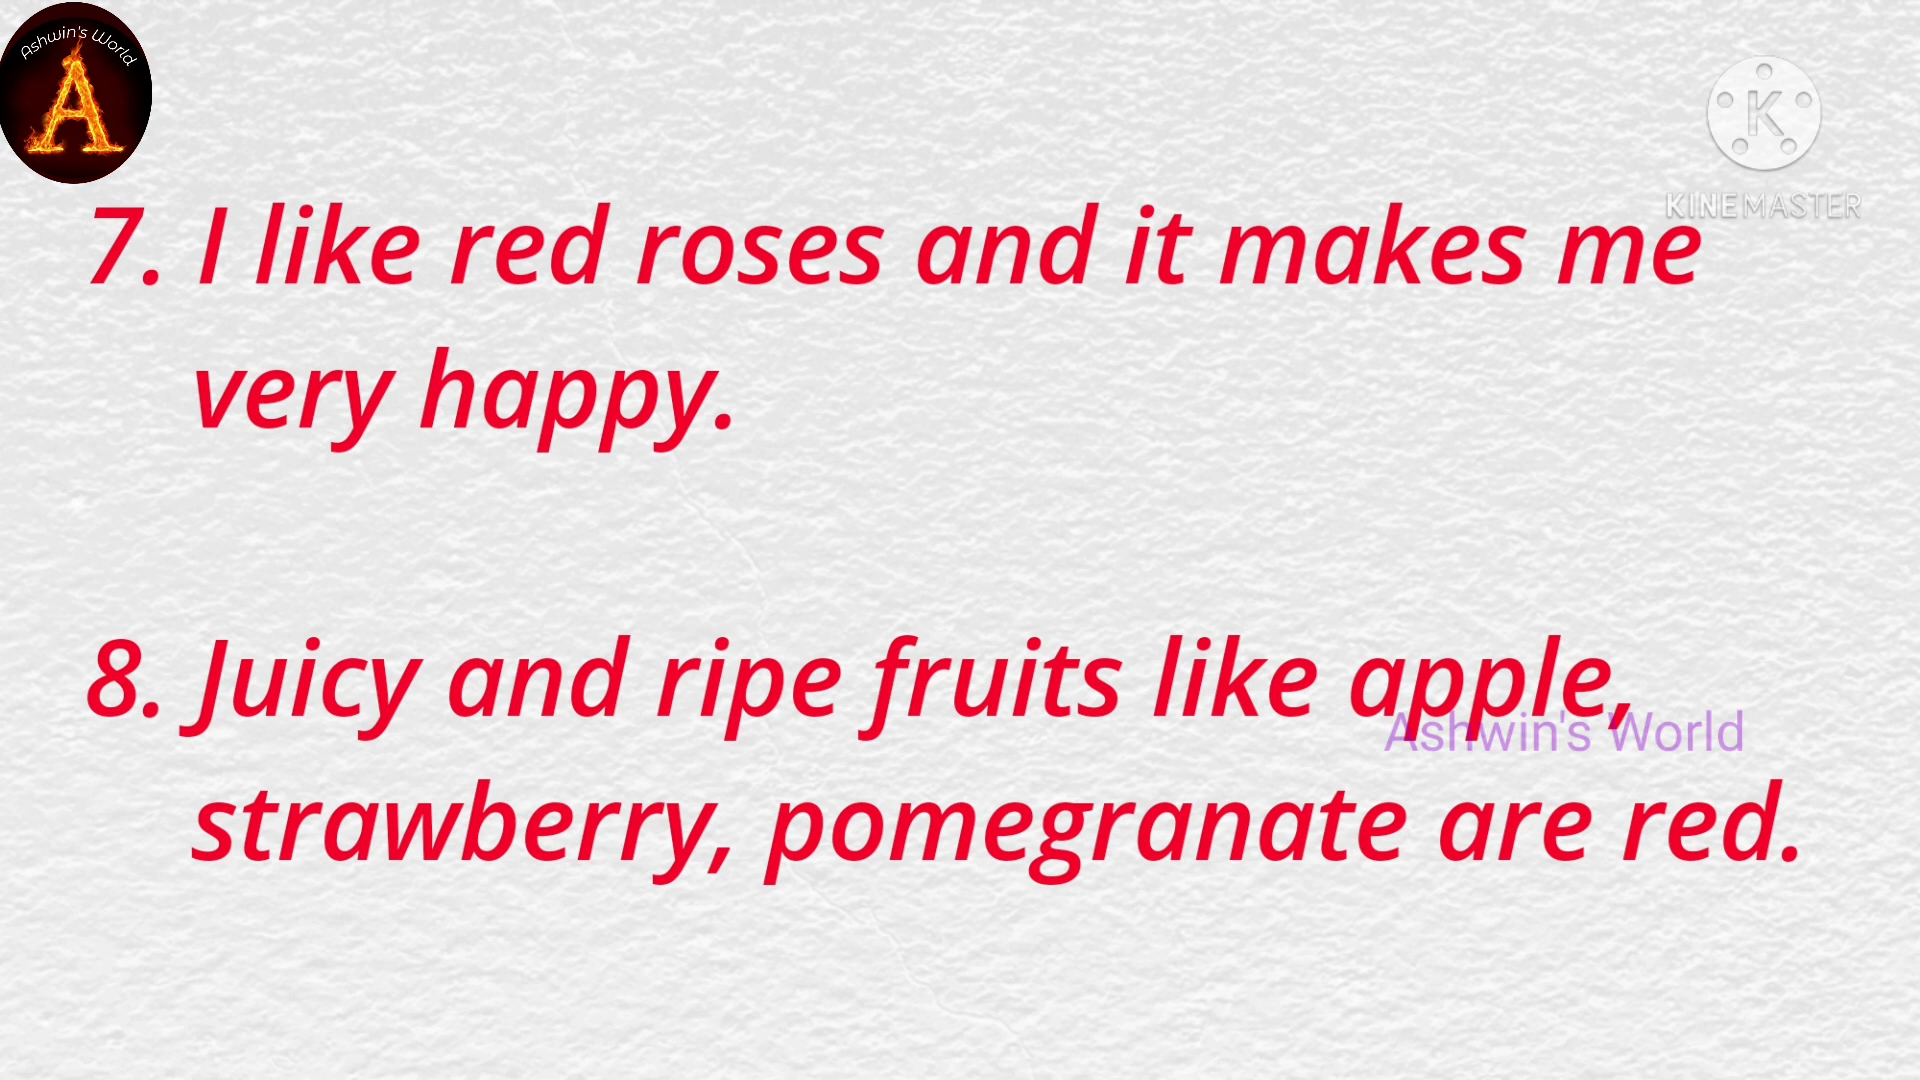 Ashwin's World
A
K
KINEMASTER
7. I like red roses and it makes me
very happy.
8. Juicy and ripe fruits like apple,
Ashwin's World
strawberry, pomegranate are red.